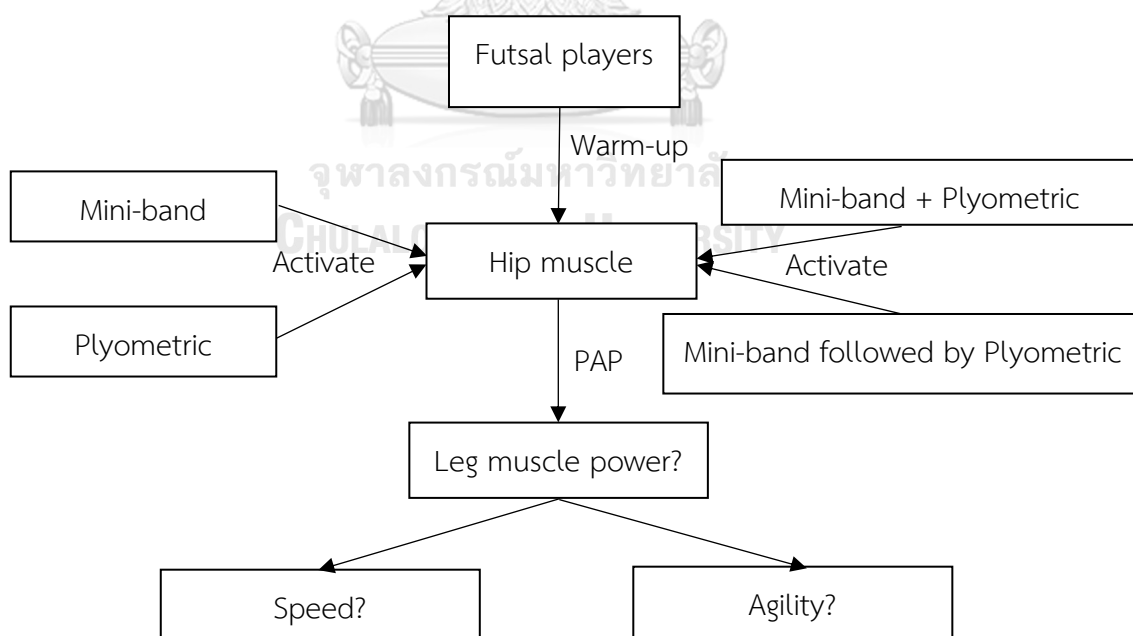 Futsal players
Warm-up
จุฬาลงกรณ์มหาวิทยาลั
Mini-band
Mini-band + Plyometric
CHULALO
ERSITY
Activate
Hip muscle
Activate
Plyometric
Mini-band followed by Plyometric
PAP
Leg muscle power?
Speed?
Agility?